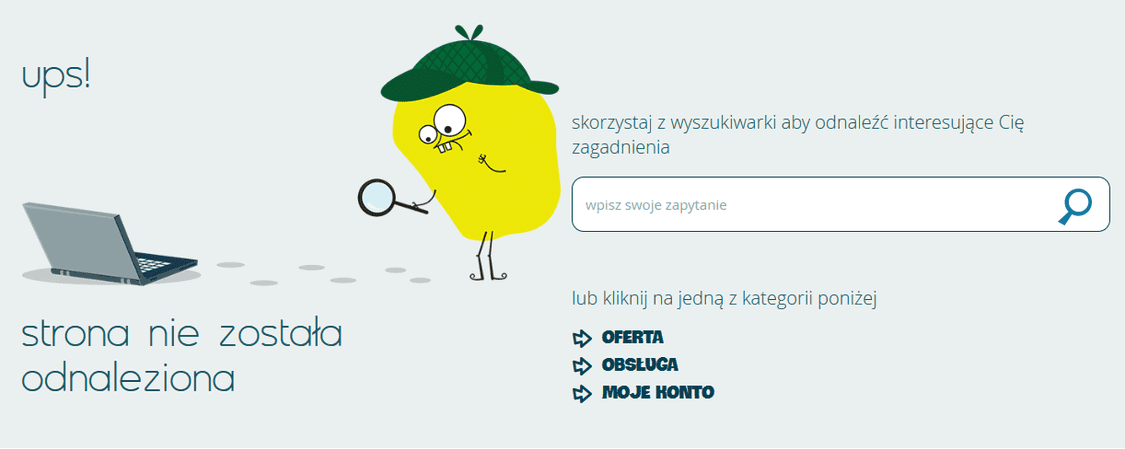 ups!
skorzystaj z wyszukiwarki aby odnaleźć interesujące Cię
zagadnienia
wpisz swoje zapytanie
strona nie została
odnaleziona
lub kliknij na jedną z kategorii poniżej
OFERTA
OBSŁUGA
MOJE KONTO